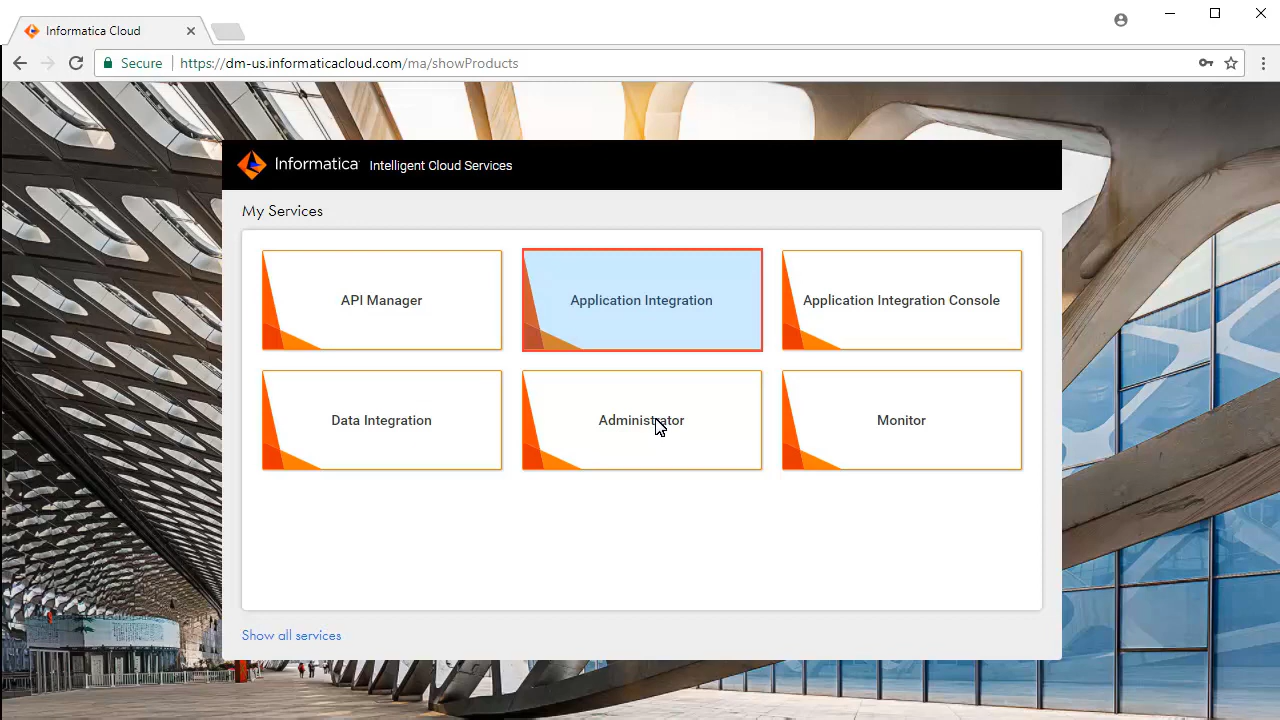 Informatica Cloud
Secure https://dm-us.informaticacloud.com/ma/showProducts
Informatica Intelligent Cloud Services
My Services
API Manager
Application Integration
Application Integration Console
Data Integration
Administrator
Monitor
Show all services